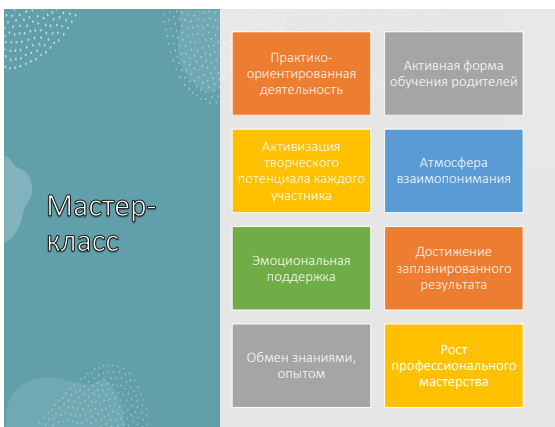 Мастер-
класс
Практико-
ориентированная
деятельность
Активная форма
обучения родителей
Активизация
творческого
потенциала каждого
участника
Атмосфера
взаимопонимания
Эмоциональная
поддержка
Достижение
запланированного
результата
Обмен знаниями,
опытом
Рост
профессионального
мастерства